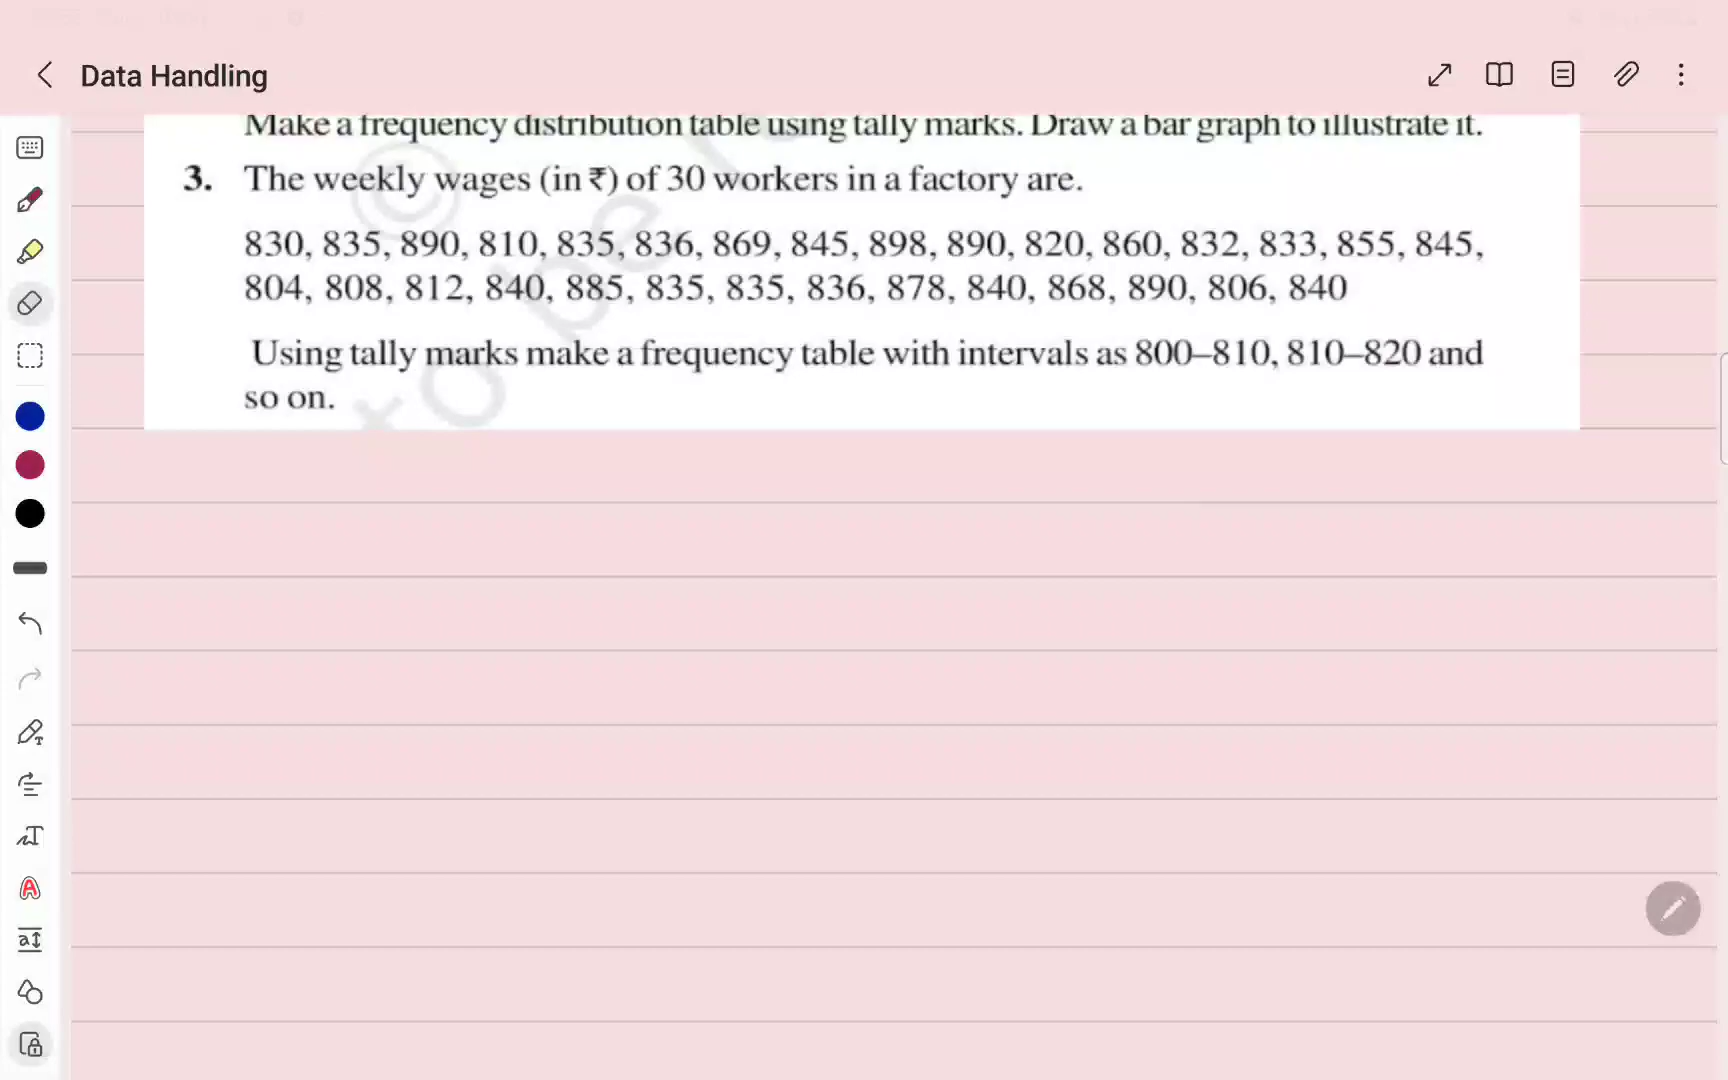 Data Handling
Make a frequency distribution table using tally marks. Draw a bar graph to illustrate it.
3. The weekly wages (in ₹) of 30 workers in a factory are.
830, 835, 890, 810, 835, 836, 869, 845, 898, 890, 820, 860, 832, 833, 855, 845,
804, 808, 812, 840, 885, 835, 835, 836, 878, 840, 868, 890, 806, 840
Using tally marks make a frequency table with intervals as 800–810, 810–820 and
so on.
© to be r